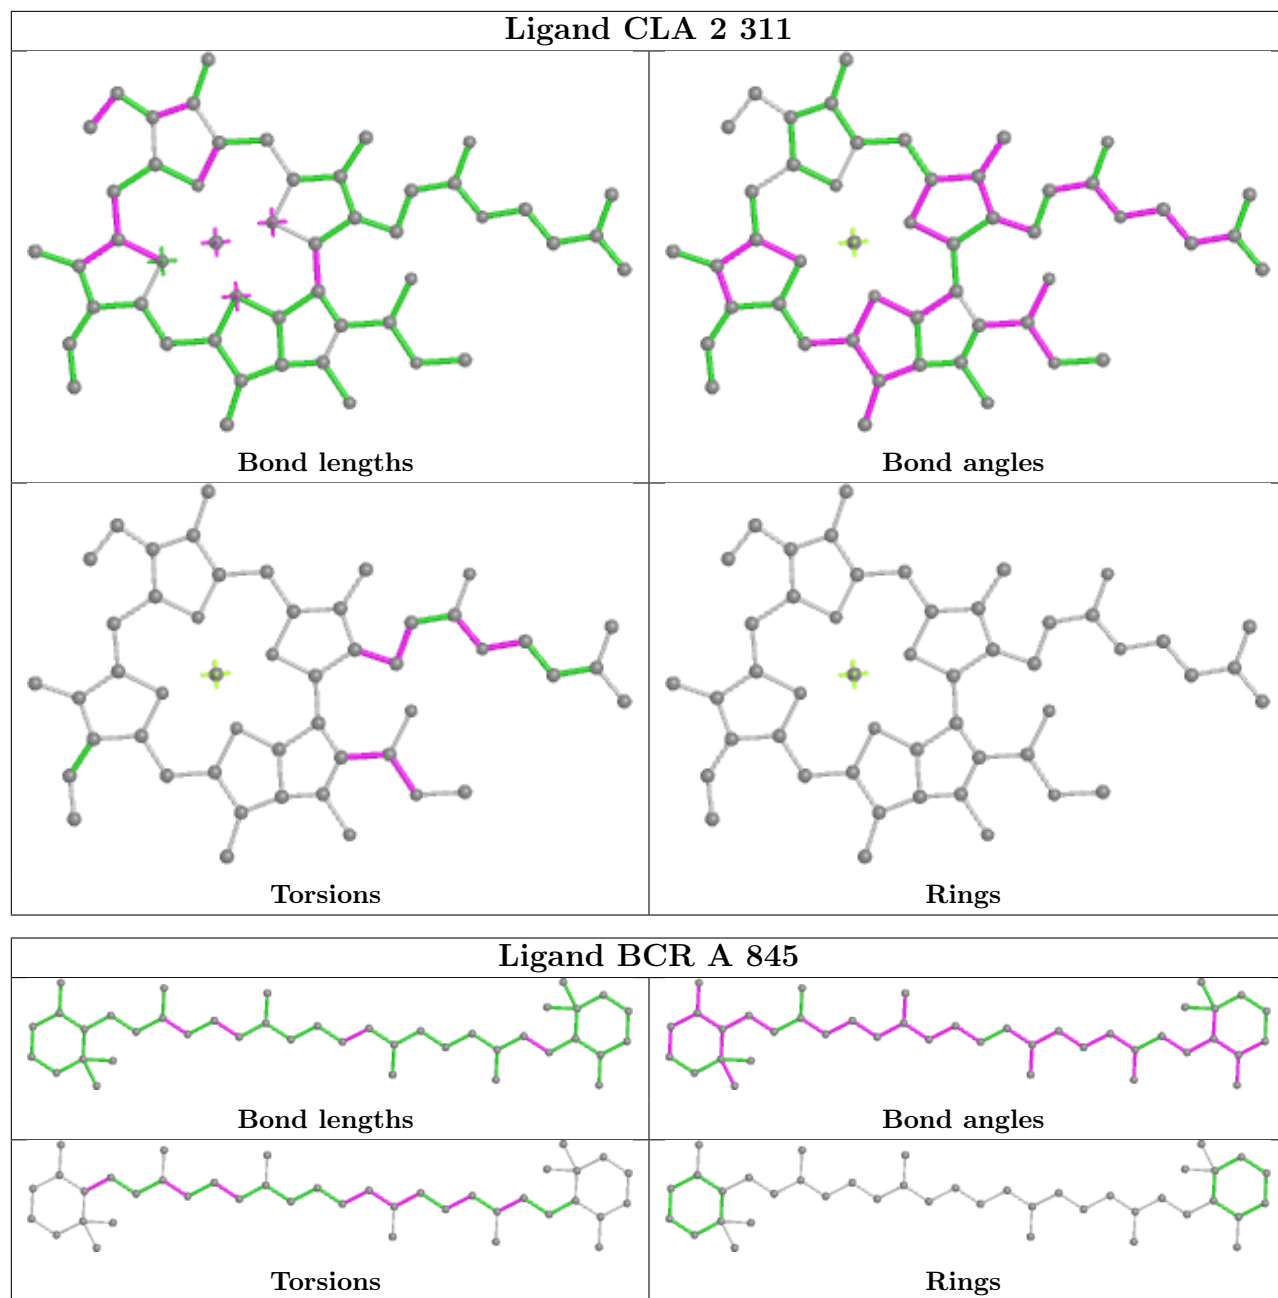 Ligand CLA 2 311
Bond lengths
Bond angles
Torsions
Rings
Ligand BCR A 845
Bond lengths
Bond angles
Torsions
Rings